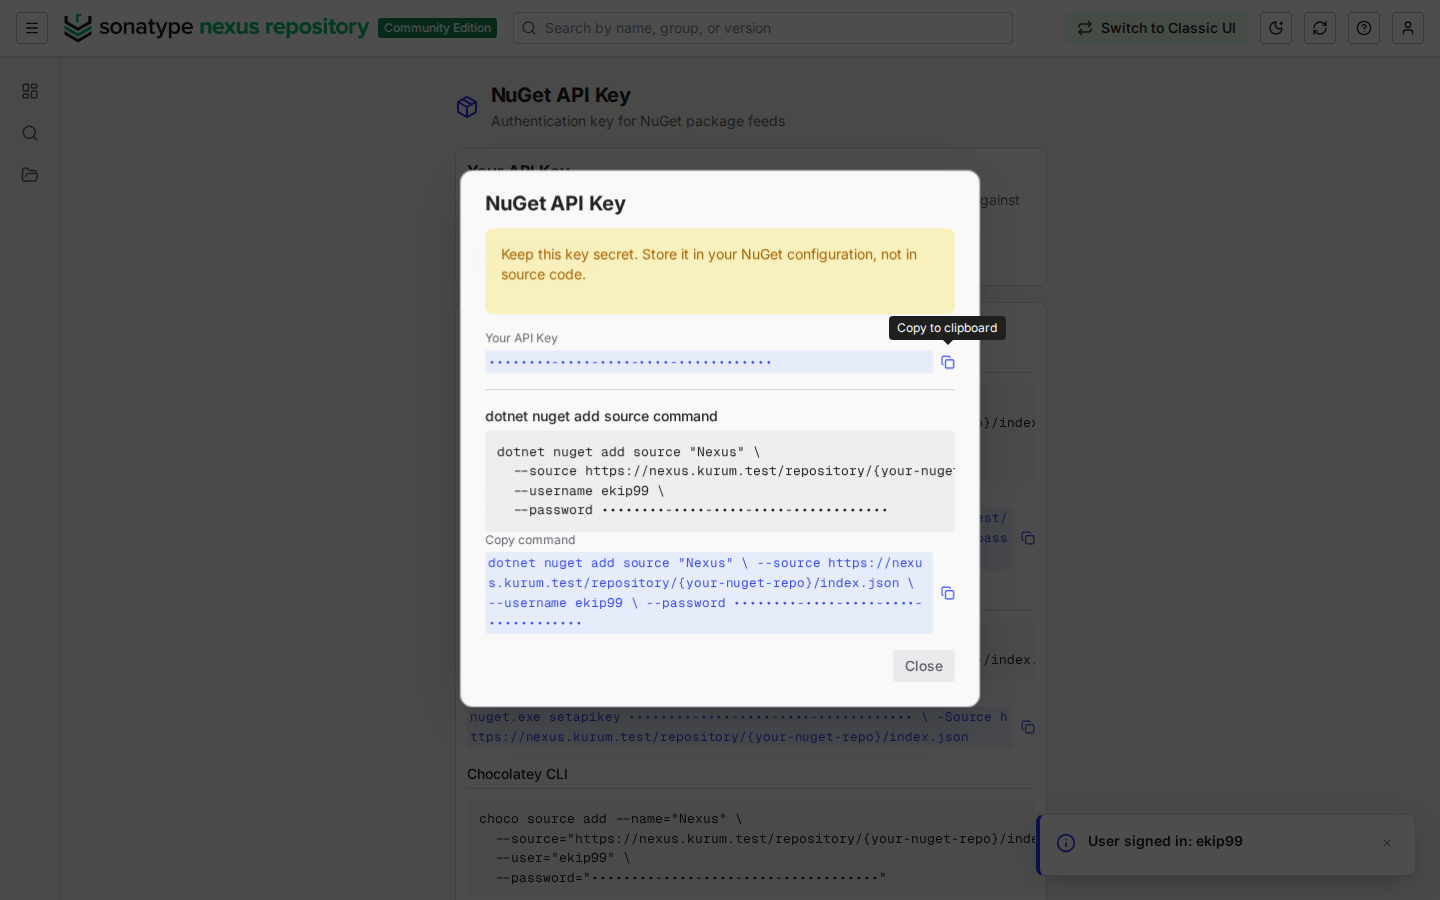 sonatype nexus repository Community Edition
Search by name, group, or version
Switch to Classic UI
NuGet API Key
Authentication key for NuGet package feeds
gainst
NuGet API Key
Keep this key secret. Store it in your NuGet configuration, not in
source code.
Copy to clipboard
Your API Key
••••••••-••••-••••-••••-••••••••••••
dotnet nuget add source command
dotnet nuget add source "Nexus" \
--source https://nexus.kurum.test/repository/{your-nuget
--username ekip99 \
--password ••••••••-••••-••••-••••-••••••••••••
Copy command
dotnet nuget add source "Nexus" \ --source https://nexu
s.kurum.test/repository/{your-nuget-repo}/index.json \
--username ekip99 \ --password ••••••••-••••-••••-••••-
••••••••••••
Close
}/index
est/
pass
/index.
nuget.exe setapikey ••••••••-••••-••••-••••-•••••••••••• \ -Source h
ttps://nexus.kurum.test/repository/{your-nuget-repo}/index.json
Chocolatey CLI
choco source add --name="Nexus" \
--source="https://nexus.kurum.test/repository/{your-nuget-repo}/inde
--user="ekip99" \
--password="••••••••-••••-••••-••••-••••••••••••"
User signed in: ekip99